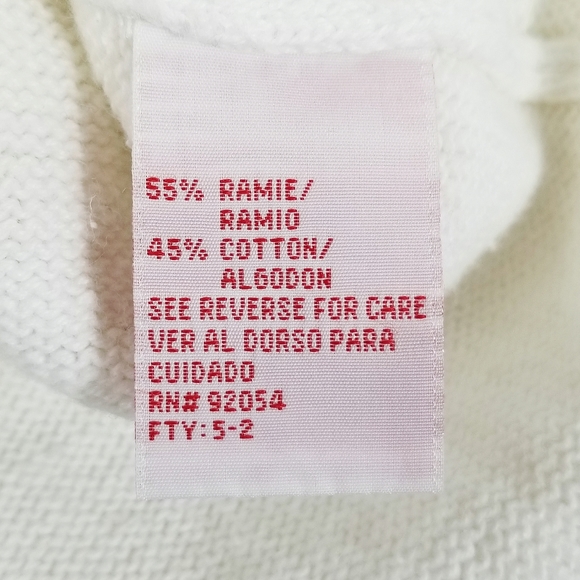 55% RAMIE/
RAMIO
45% COTTON/
ALGODON
SEE REVERSE FOR CARE
VER AL DORSO PARA
CUIDADO
RN# 92054
FTY: 5-2